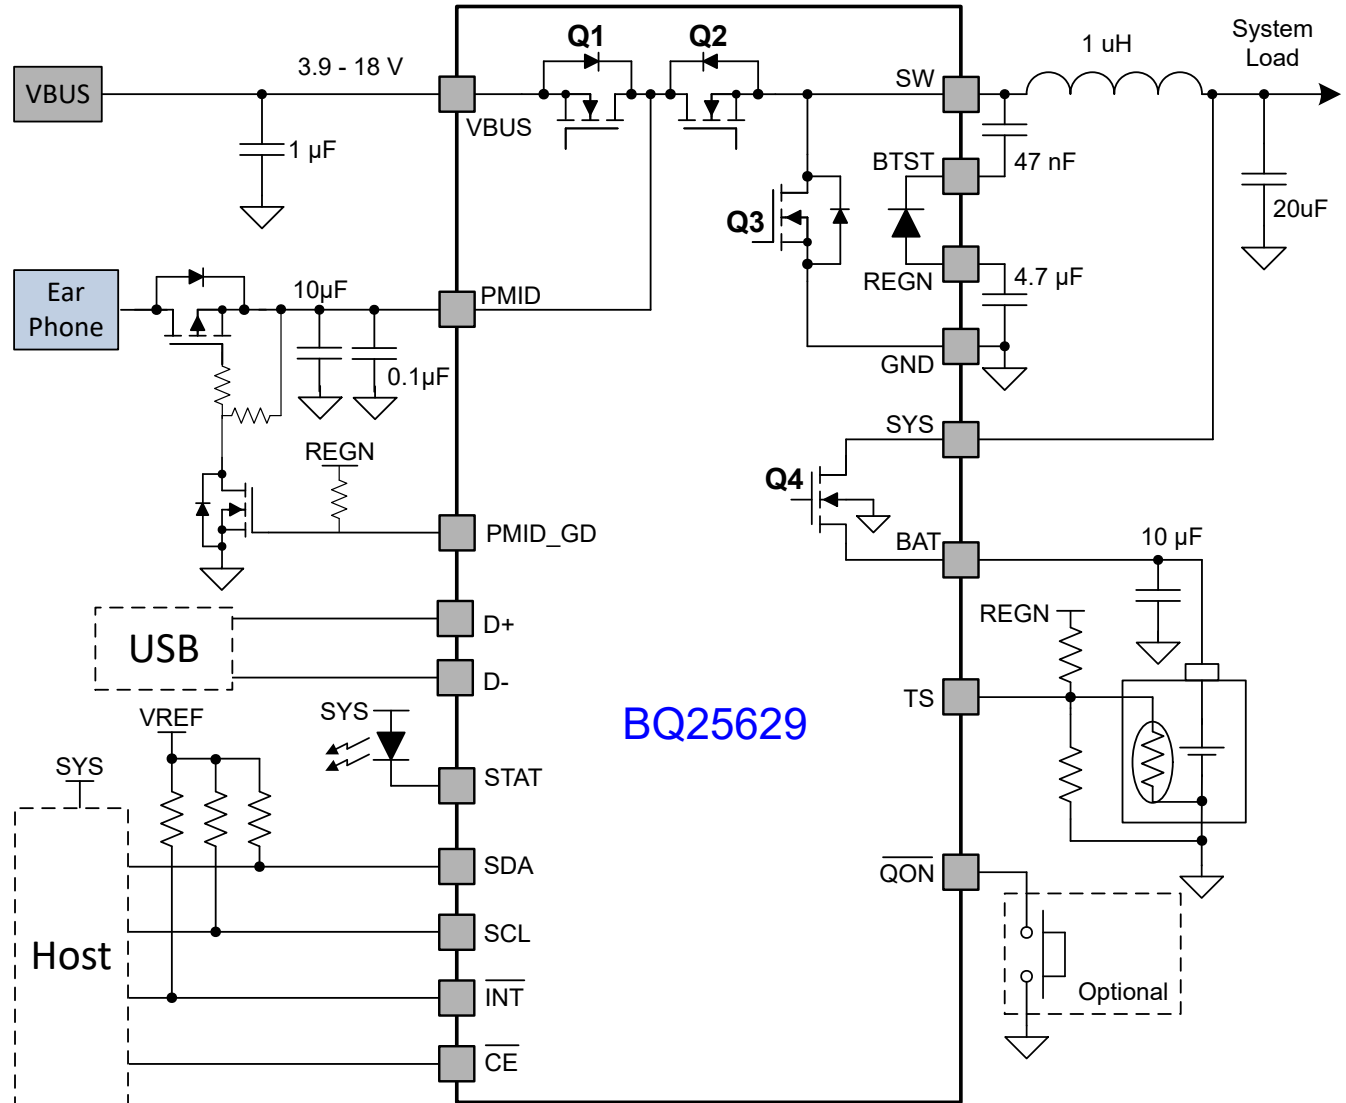 Q1
Q2
System
Load
1 uH
3.9 - 18 V
SW
VBUS
VBUS
1 µF
BTST
47 nF
Q3
20uF
REGN
4.7 µF
Ear
Phone
10µF
PMID
0.1µF
GND
SYS
REGN
Q4
PMID_GD
BAT
10 µF
REGN
D+
USB
D-
TS
BQ25629
VREF
SYS
STAT
SYS
SDA
QON
SCL
Host
INT
Optional
CE